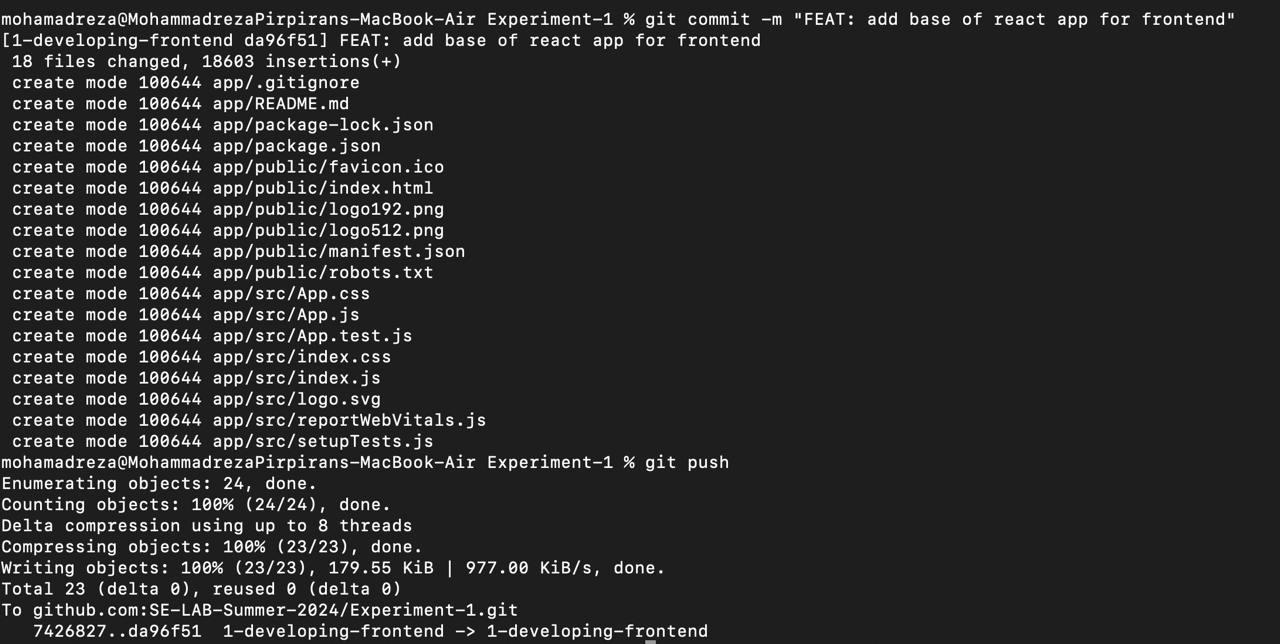 mohamadreza@MohammadrezaPirpirans-MacBook-Air Experiment-1 % git commit -m "FEAT: add base of react app for frontend"
[1-developing-frontend da96f51] FEAT: add base of react app for frontend
18 files changed, 18603 insertions(+)
create mode 100644 app/.gitignore
create mode 100644 app/README.md
create mode 100644 app/package-lock.json
create mode 100644 app/package.json
create mode 100644 app/public/favicon.ico
create mode 100644 app/public/index.html
create mode 100644 app/public/logo192.png
create mode 100644 app/public/logo512.png
create mode 100644 app/public/manifest.json
create mode 100644 app/public/robots.txt
create mode 100644 app/src/App.css
create mode 100644 app/src/App.js
create mode 100644 app/src/App.test.js
create mode 100644 app/src/index.css
create mode 100644 app/src/index.js
create mode 100644 app/src/logo.svg
create mode 100644 app/src/reportWebVitals.js
create mode 100644 app/src/setupTests.js
mohamadreza@MohammadrezaPirpirans-MacBook-Air Experiment-1 % git push
Enumerating objects: 24, done.
Counting objects: 100% (24/24), done.
Delta compression using up to 8 threads
Compressing objects: 100% (23/23), done.
Writing objects: 100% (23/23), 179.55 KiB | 977.00 KiB/s, done.
Total 23 (delta 0), reused 0 (delta 0)
To github.com:SE-LAB-Summer-2024/Experiment-1.git
7426827..da96f51  1-developing-frontend -> 1-developing-frontend